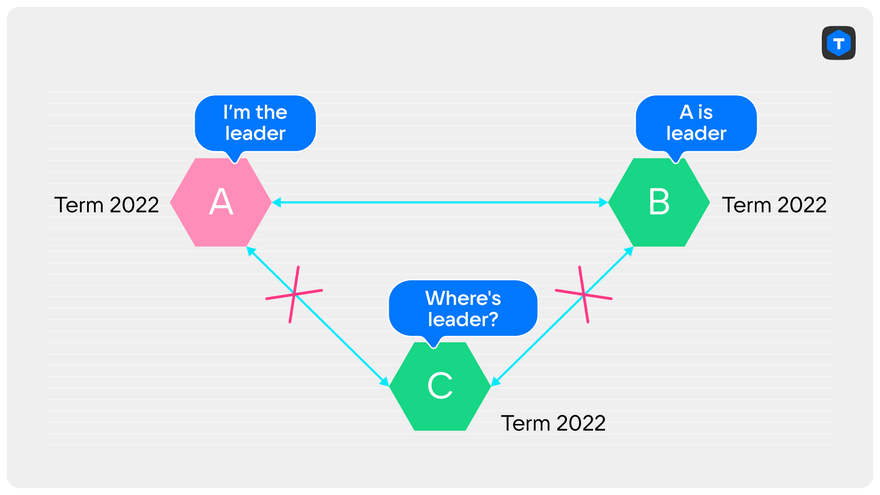 T
I'm the
leader
A is
leader
Term 2022
A
B
Term 2022
Where's
leader?
C
Term 2022